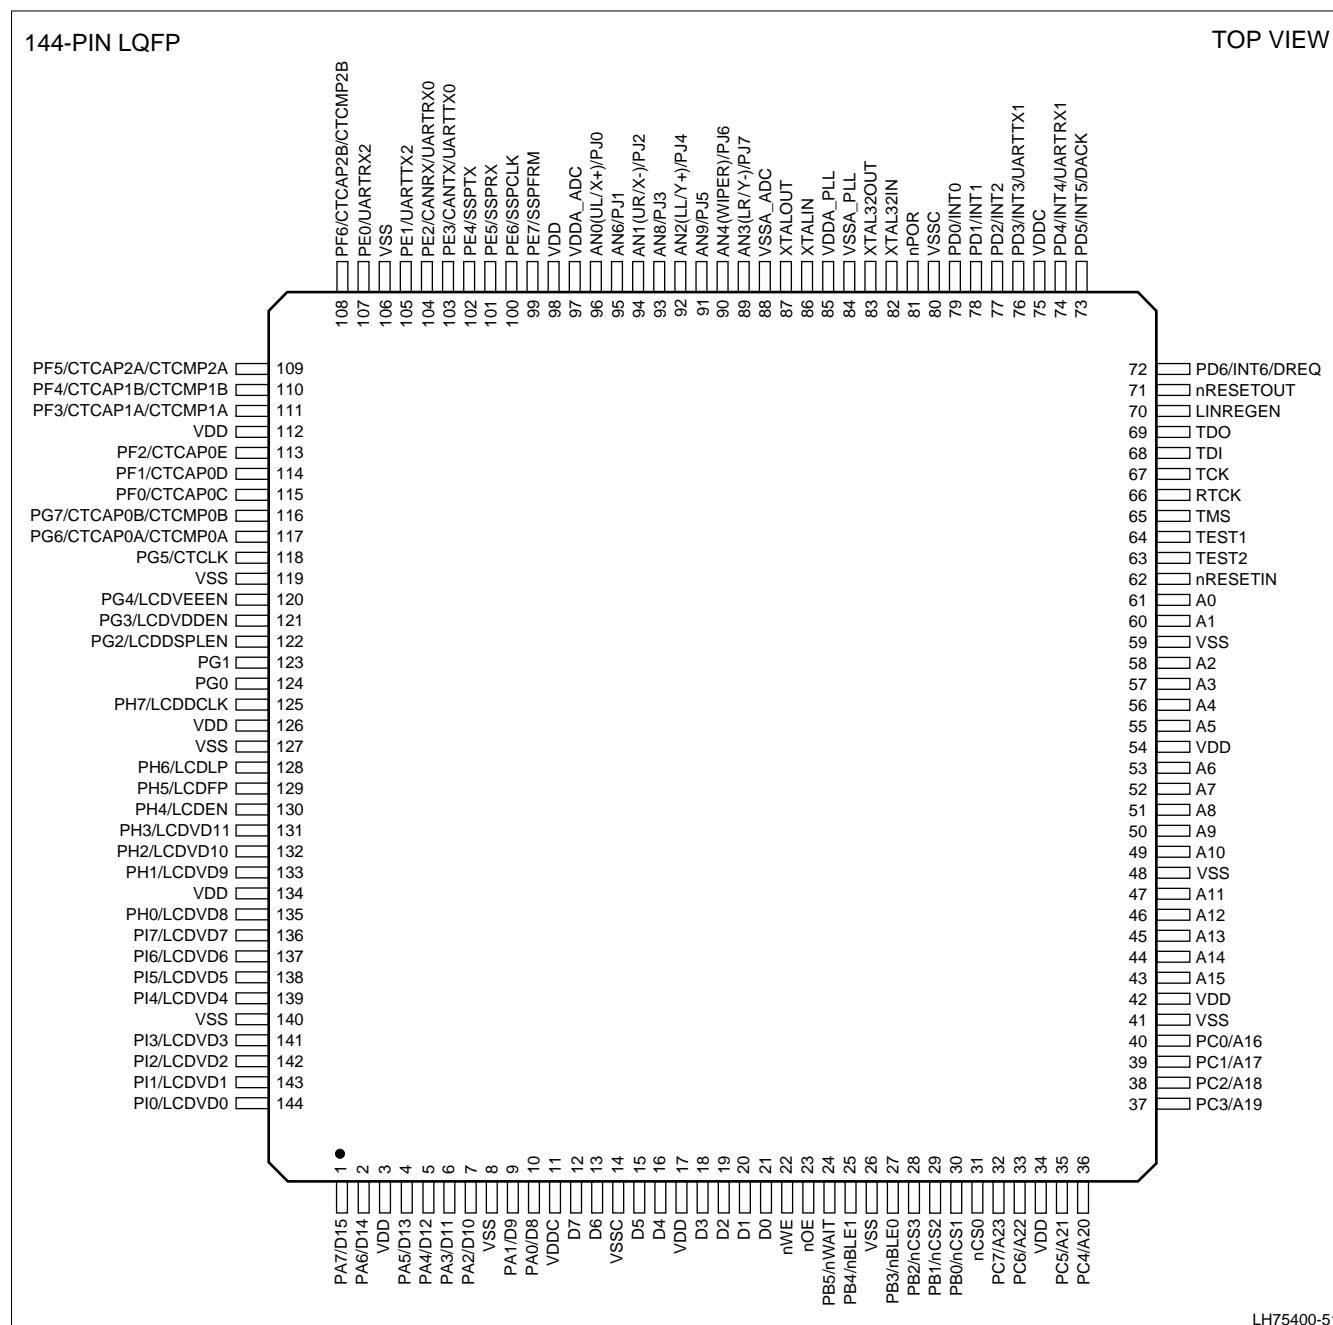 144-PIN LQFP
TOP VIEW
PF6/CTCAP2B/CTCMP2B
PE0/UARTRX2
VSS
PE1/UARTTX2
PE2/CANRX/UARTRX0
PE3/CANTX/UARTTX0
PE4/SSPTX
PE5/SSPRX
PE6/SSPCLK
PE7/SSPFRM
VDD
VDDA_ADC
AN0(UL/X+)/PJ0
AN6/PJ1
AN1(UR/X-)/PJ2
AN8/PJ3
AN2(LL/Y+)/PJ4
AN9/PJ5
AN4(WIPER)/PJ6
AN3(LR/Y-)/PJ7
VSSA_ADC
XTALOUT
XTALIN
VDDA_PLL
VSSA_PLL
XTAL32OUT
XTAL32IN
nPOR
VSSC
PD0/INT0
PD1/INT1
PD2/INT2
PD3/INT3/UARTTX1
VDDC
PD4/INT4/UARTRX1
PD5/INT5/DACK
108
107
106
105
104
103
102
101
100
99
98
97
96
95
94
93
92
91
90
89
88
87
86
85
84
83
82
81
80
79
78
77
76
75
74
73
PF5/CTCAP2A/CTCMP2A 109
PF4/CTCAP1B/CTCMP1B 110
PF3/CTCAP1A/CTCMP1A 111
VDD 112
PF2/CTCAP0E 113
PF1/CTCAP0D 114
PF0/CTCAP0C 115
PG7/CTCAP0B/CTCMP0B 116
PG6/CTCAP0A/CTCMP0A 117
PG5/CTCLK 118
VSS 119
PG4/LCDVEEEN 120
PG3/LCDVDDEN 121
PG2/LCDDSPLEN 122
PG1 123
PG0 124
PH7/LCDDCLK 125
VDD 126
VSS 127
PH6/LCDLP 128
PH5/LCDFP 129
PH4/LCDEN 130
PH3/LCDVD11 131
PH2/LCDVD10 132
PH1/LCDVD9 133
VDD 134
PH0/LCDVD8 135
PI7/LCDVD7 136
PI6/LCDVD6 137
PI5/LCDVD5 138
PI4/LCDVD4 139
VSS 140
PI3/LCDVD3 141
PI2/LCDVD2 142
PI1/LCDVD1 143
PI0/LCDVD0 144
72 PD6/INT6/DREQ
71 nRESETOUT
70 LINREGEN
69 TDO
68 TDI
67 TCK
66 RTCK
65 TMS
64 TEST1
63 TEST2
62 nRESETIN
61 A0
60 A1
59 VSS
58 A2
57 A3
56 A4
55 A5
54 VDD
53 A6
52 A7
51 A8
50 A9
49 A10
48 VSS
47 A11
46 A12
45 A13
44 A14
43 A15
42 VDD
41 VSS
40 PC0/A16
39 PC1/A17
38 PC2/A18
37 PC3/A19
1
2
3
4
5
6
7
8
9
10
11
12
13
14
15
16
17
18
19
20
21
22
23
24
25
26
27
28
29
30
31
32
33
34
35
36
PA7/D15
PA6/D14
VDD
PA5/D13
PA4/D12
PA3/D11
PA2/D10
VSS
PA1/D9
PA0/D8
VDDC
D7
D6
VSSC
D5
D4
VDD
D3
D2
D1
D0
nWE
nOE
PB5/nWAIT
PB4/nBLE1
VSS
PB3/nBLE0
PB2/nCS3
PB1/nCS2
PB0/nCS1
nCS0
PC7/A23
PC6/A22
VDD
PC5/A21
PC4/A20
LH75400-51